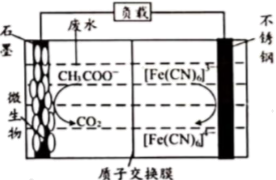 负载
石墨
废水
不锈钢
CH₃COO⁻
[Fe(CN)₆]³⁻
微生物
CO₂
[Fe(CN)₆]⁴⁻
质子交换膜